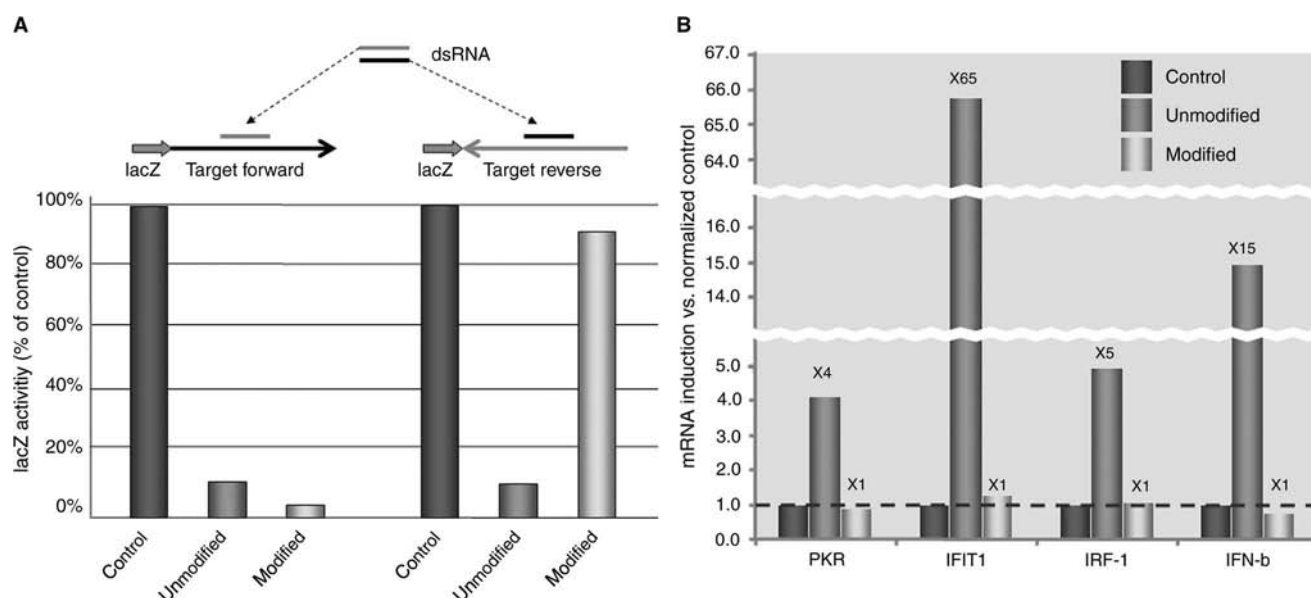 A
dsRNA
lacZ Target forward
lacZ Target reverse
lacZ activitiy (% of control)
100%
80%
60%
40%
20%
0%
Control
Unmodified
Modified
Control
Unmodified
Modified
B
mRNA induction vs. normalized control
67.0
66.0
65.0
64.0
16.0
15.0
14.0
5.0
4.0
3.0
2.0
1.0
0.0
Control
Unmodified
Modified
X4
X1
X65
X1
X5
X1
X15
X1
PKR
IFIT1
IRF-1
IFN-b